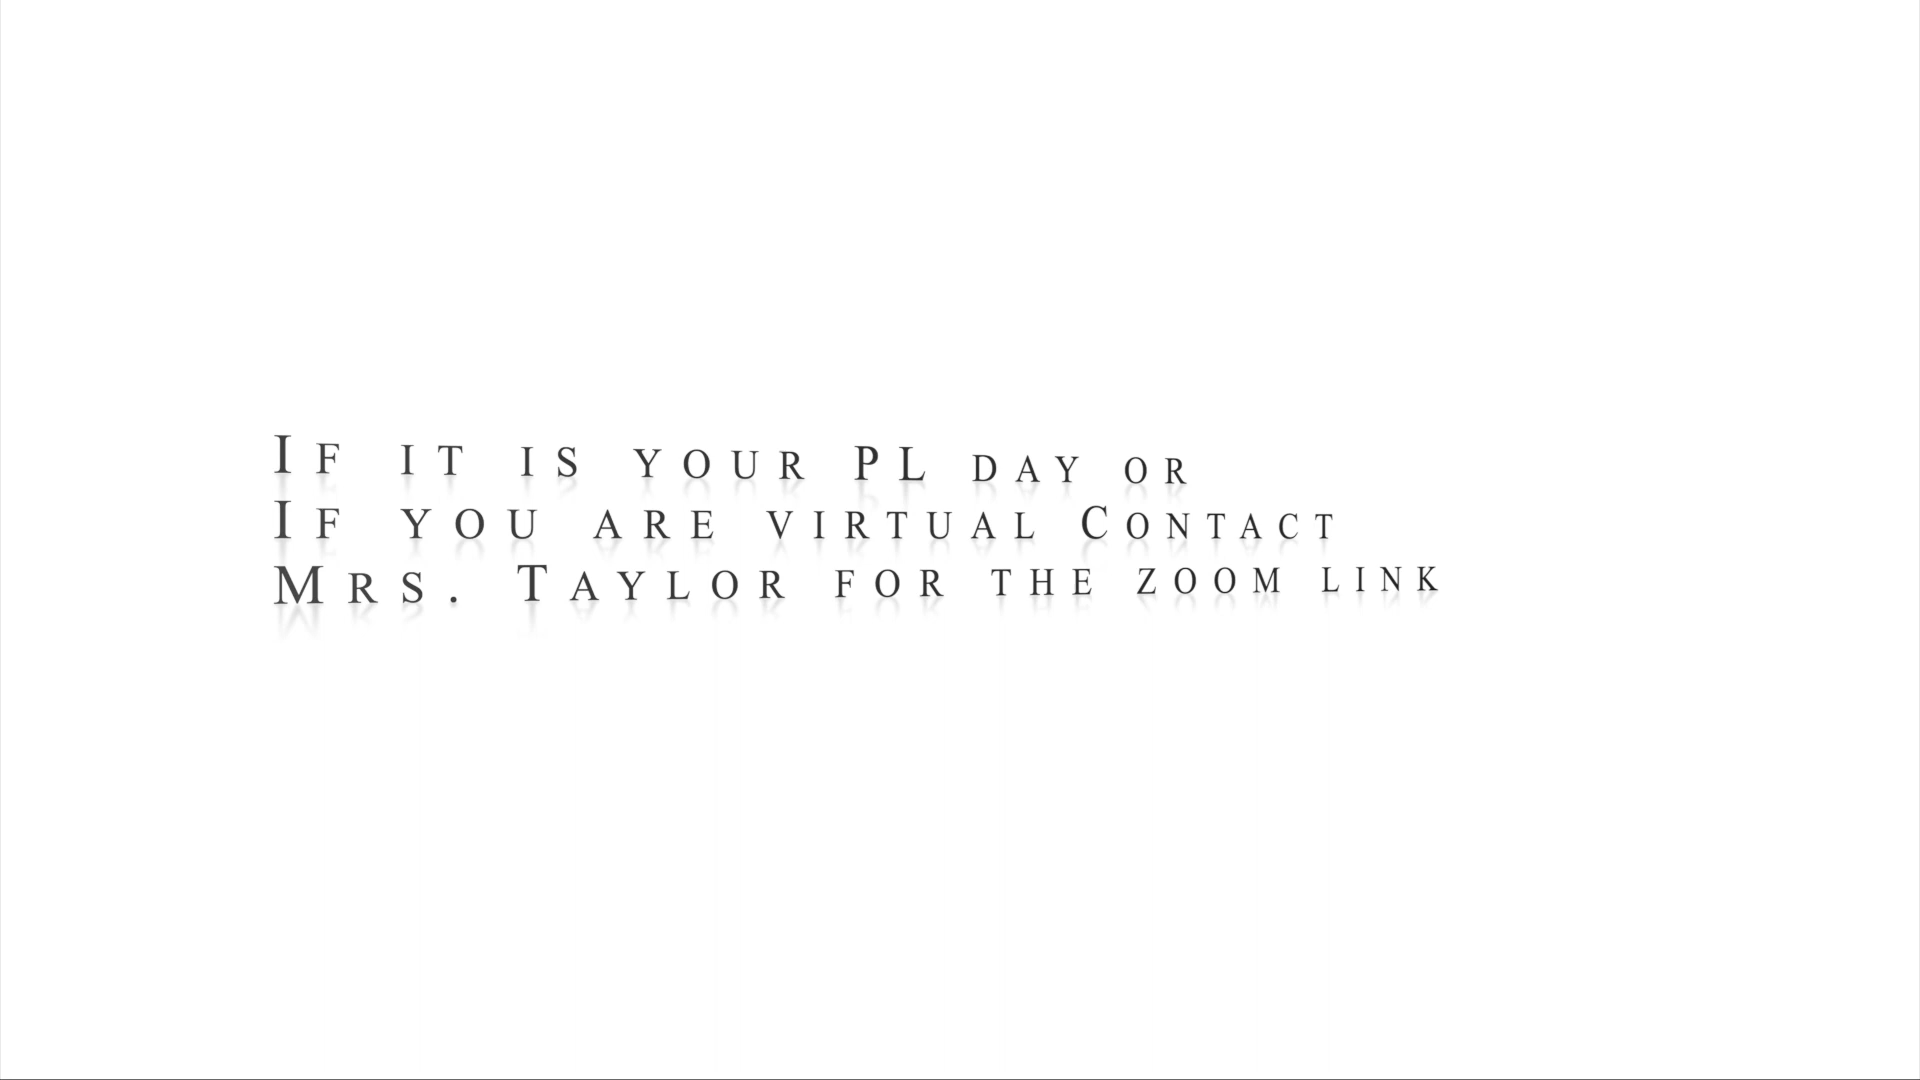 If it is your PL day or
If you are virtual Contact
Mrs. Taylor for the zoom link